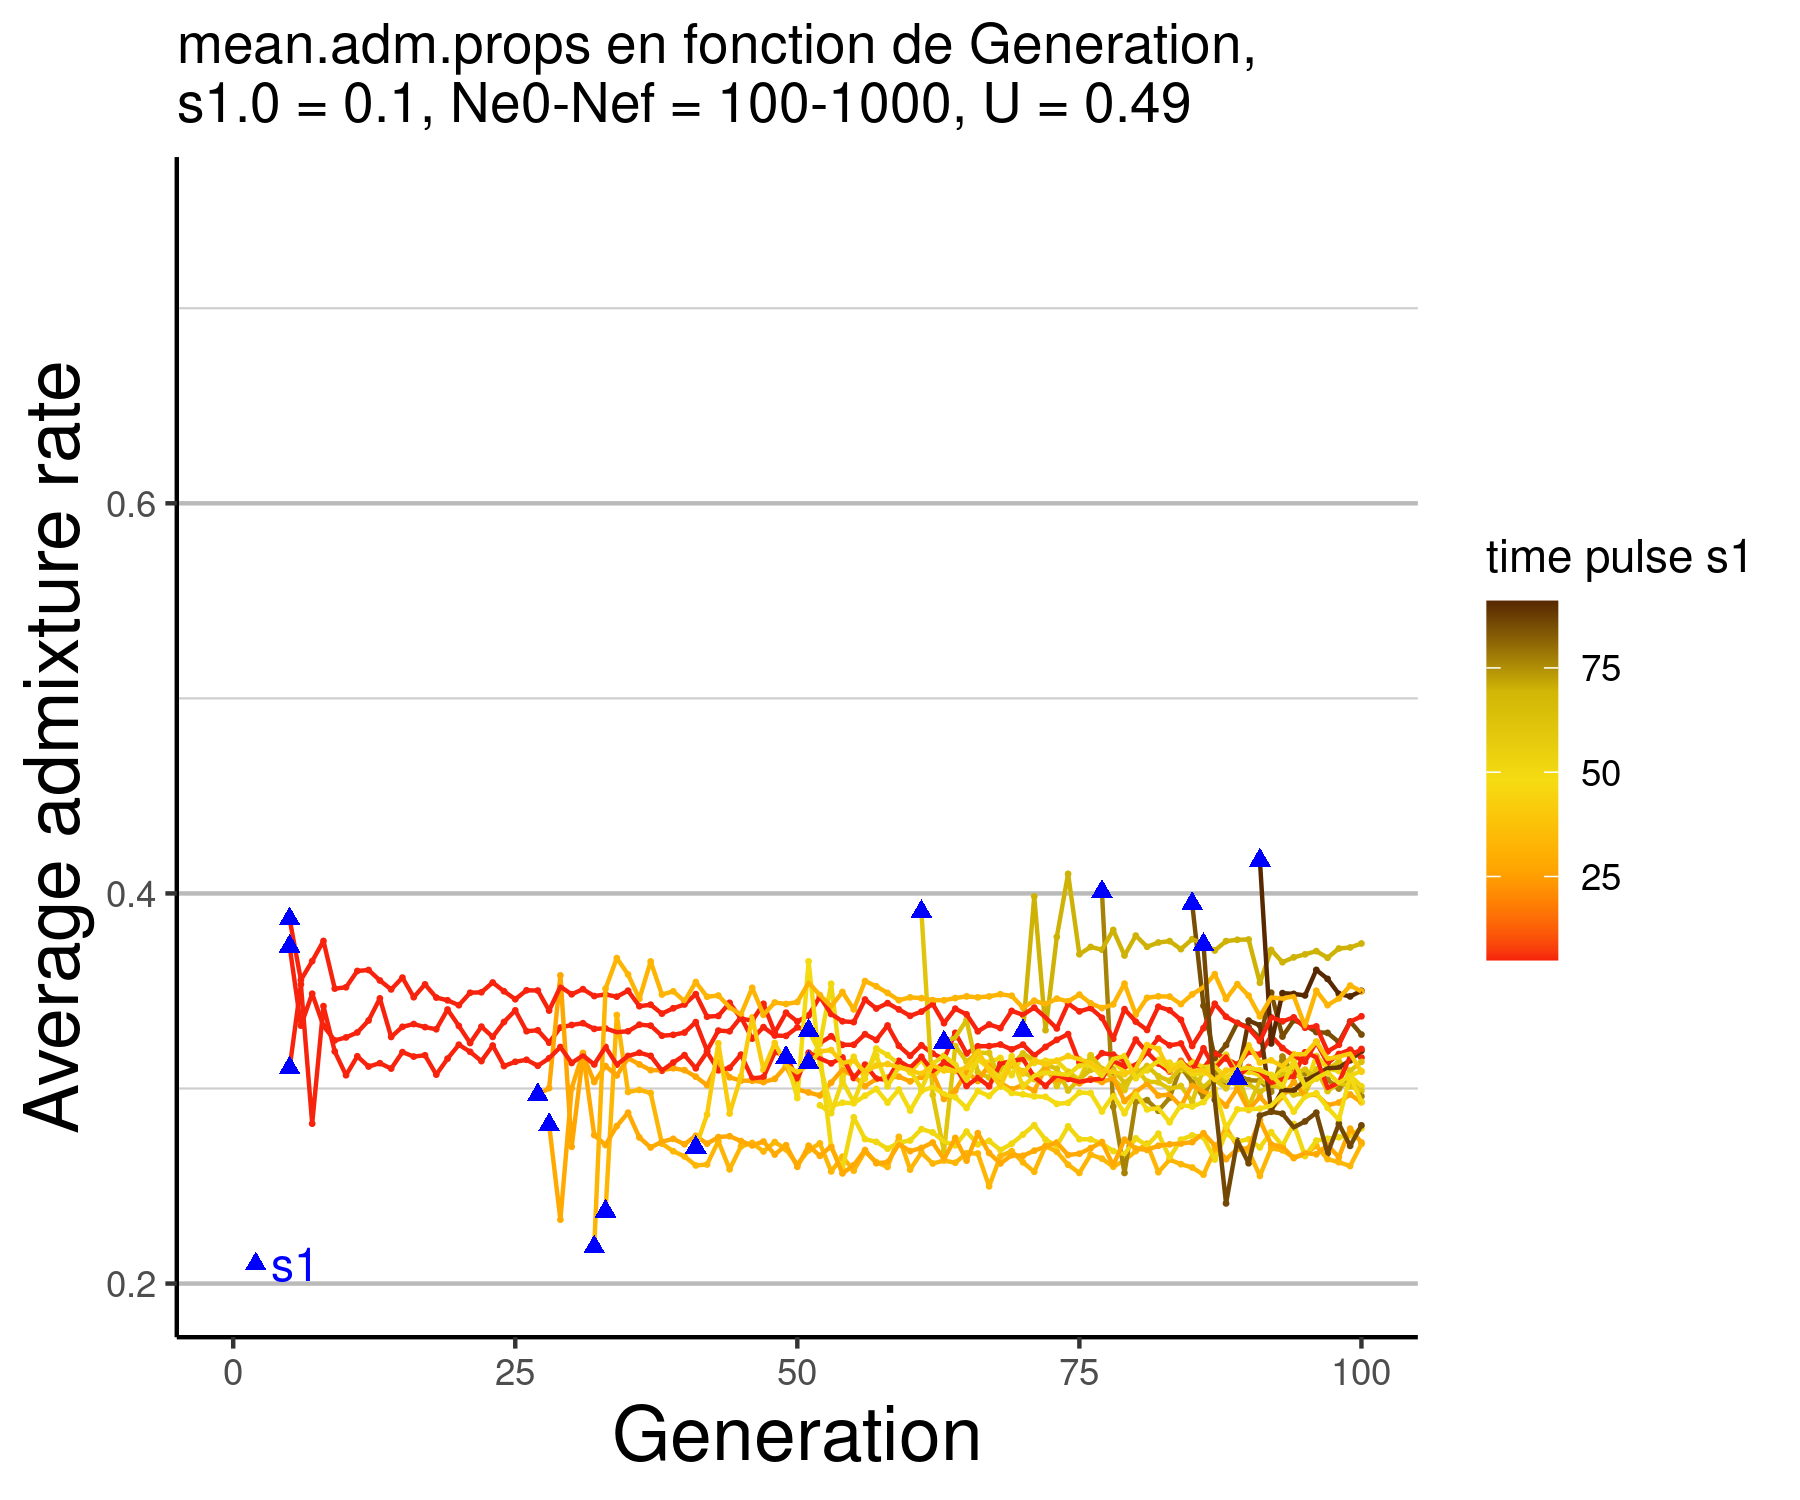 mean.adm.props en fonction de Generation,
s1.0 = 0.1, Ne0-Nef = 100-1000, U = 0.49
Average admixture rate
0.6
0.4
0.2
s1
0 25 50 75 100
Generation
time pulse s1
75
50
25